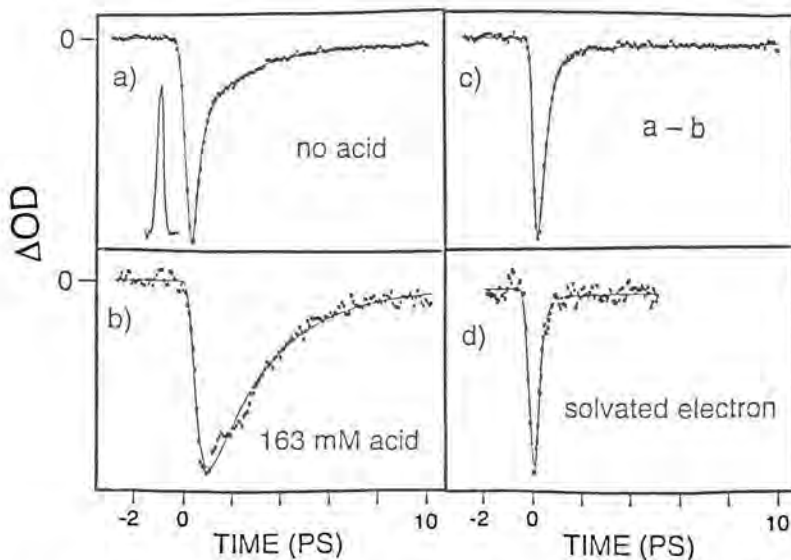 0
a)
no acid
c)
a – b
ΔOD
0
b)
163 mM acid
d)
solvated electron
-2 0 10
-2 0 10
TIME (PS)
TIME (PS)